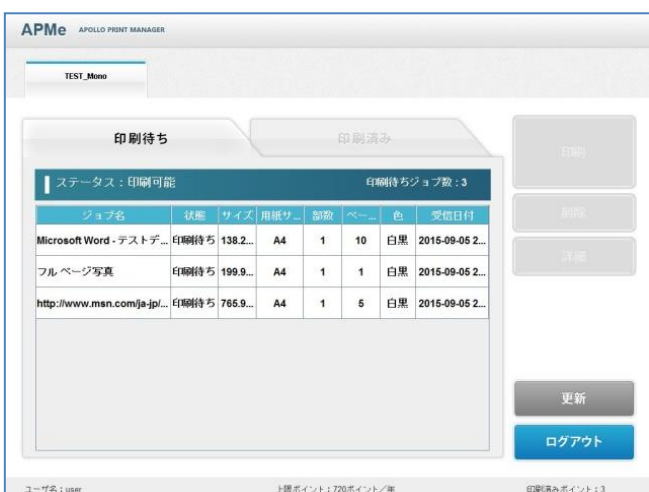 APMe APOLLO PRINT MANAGER
TEST_Mono
印刷待ち 印刷済み
印刷
ステータス：印刷可能 印刷待ちジョブ数：3
削除
ジョブ名 状態 サイズ 用紙サ... 部数 ペー... 色 受信日付
Microsoft Word - テストデ... 印刷待ち 138.2... A4 1 10 白黒 2015-09-05 2...
詳細
フル ページ写真 印刷待ち 199.9... A4 1 1 白黒 2015-09-05 2...
http://www.msn.com/ja-jp/... 印刷待ち 765.9... A4 1 5 白黒 2015-09-05 2...
更新
ログアウト
ユーザ名：user 上限ポイント：720ポイント／年 印刷済みポイント：3